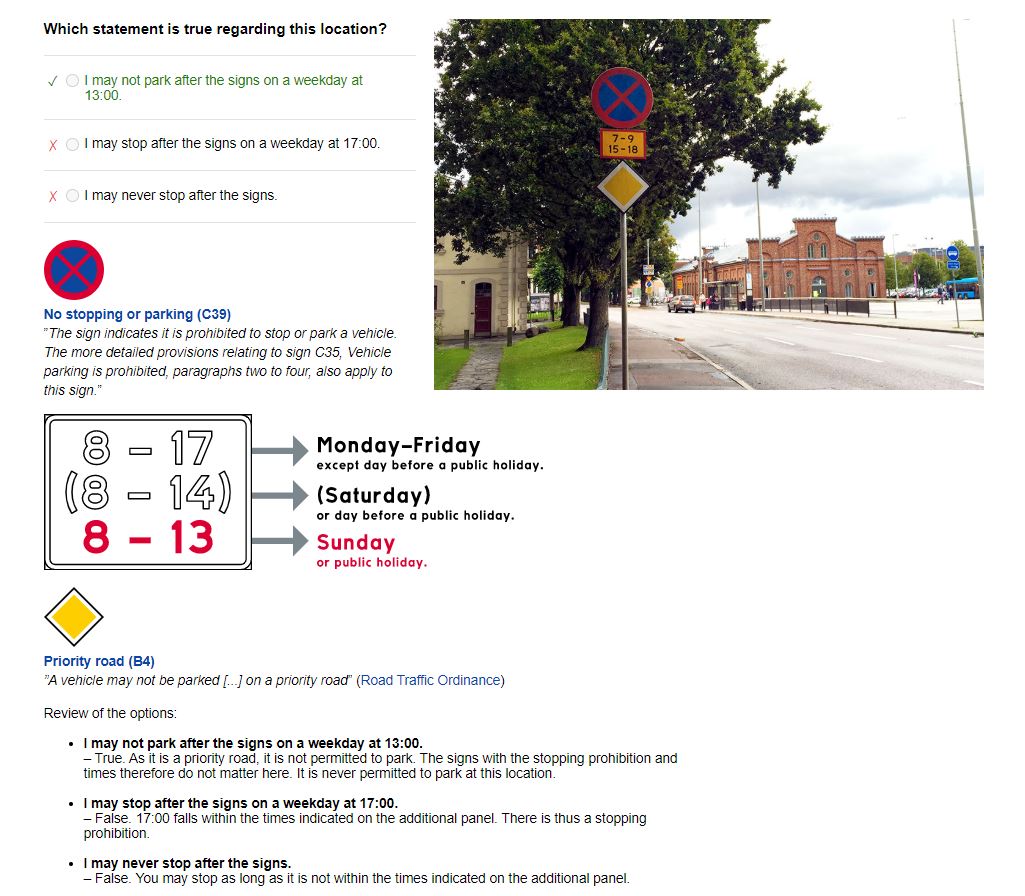 Which statement is true regarding this location?
✓ I may not park after the signs on a weekday at
13:00.
X I may stop after the signs on a weekday at 17:00.
X I may never stop after the signs.
7-9
15-18
No stopping or parking (C39)
"The sign indicates it is prohibited to stop or park a vehicle.
The more detailed provisions relating to sign C35, Vehicle
parking is prohibited, paragraphs two to four, also apply to
this sign."
8 – 17
(8 – 14)
8 – 13
Monday–Friday
except day before a public holiday.
(Saturday)
or day before a public holiday.
Sunday
or public holiday.
Priority road (B4)
"A vehicle may not be parked [...] on a priority road" (Road Traffic Ordinance)
Review of the options:
• I may not park after the signs on a weekday at 13:00.
– True. As it is a priority road, it is not permitted to park. The signs with the stopping prohibition and
times therefore do not matter here. It is never permitted to park at this location.
• I may stop after the signs on a weekday at 17:00.
– False. 17:00 falls within the times indicated on the additional panel. There is thus a stopping
prohibition.
• I may never stop after the signs.
– False. You may stop as long as it is not within the times indicated on the additional panel.